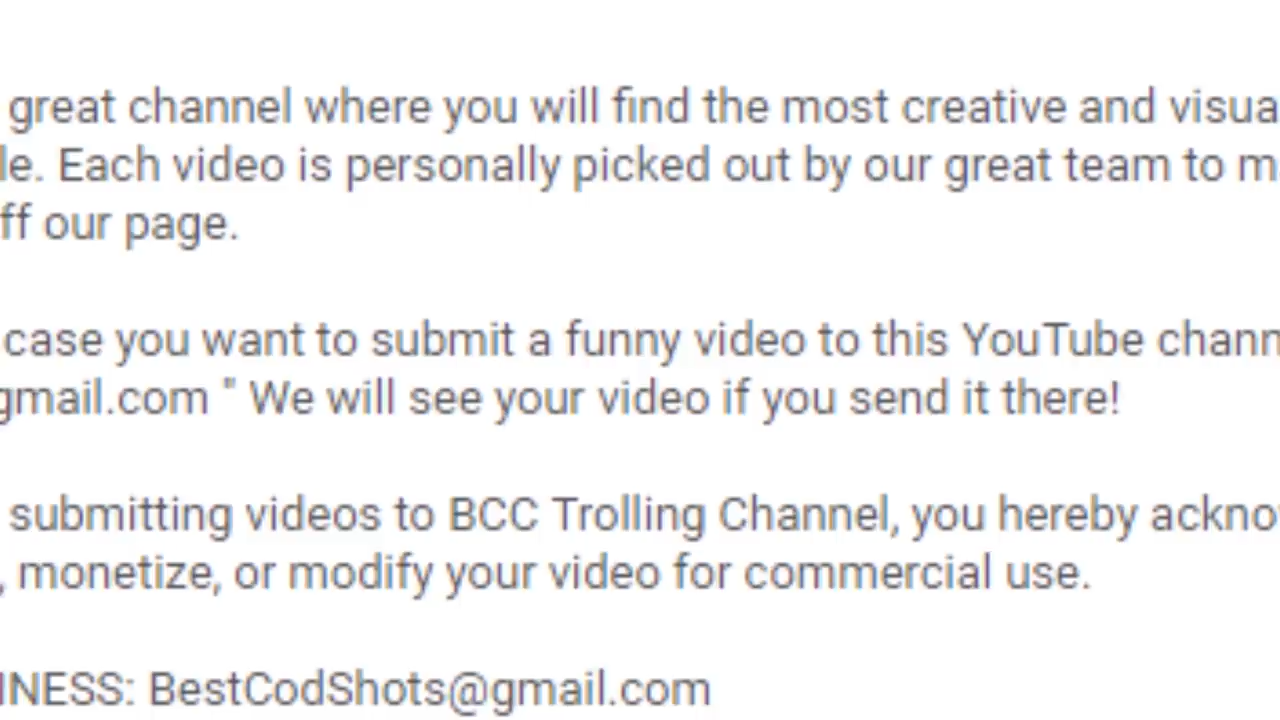 great channel where you will find the most creative and visua
le. Each video is personally picked out by our great team to m
ff our page.
case you want to submit a funny video to this YouTube chann
gmail.com " We will see your video if you send it there!
submitting videos to BCC Trolling Channel, you hereby ackno
, monetize, or modify your video for commercial use.
INESS: BestCodShots@gmail.com